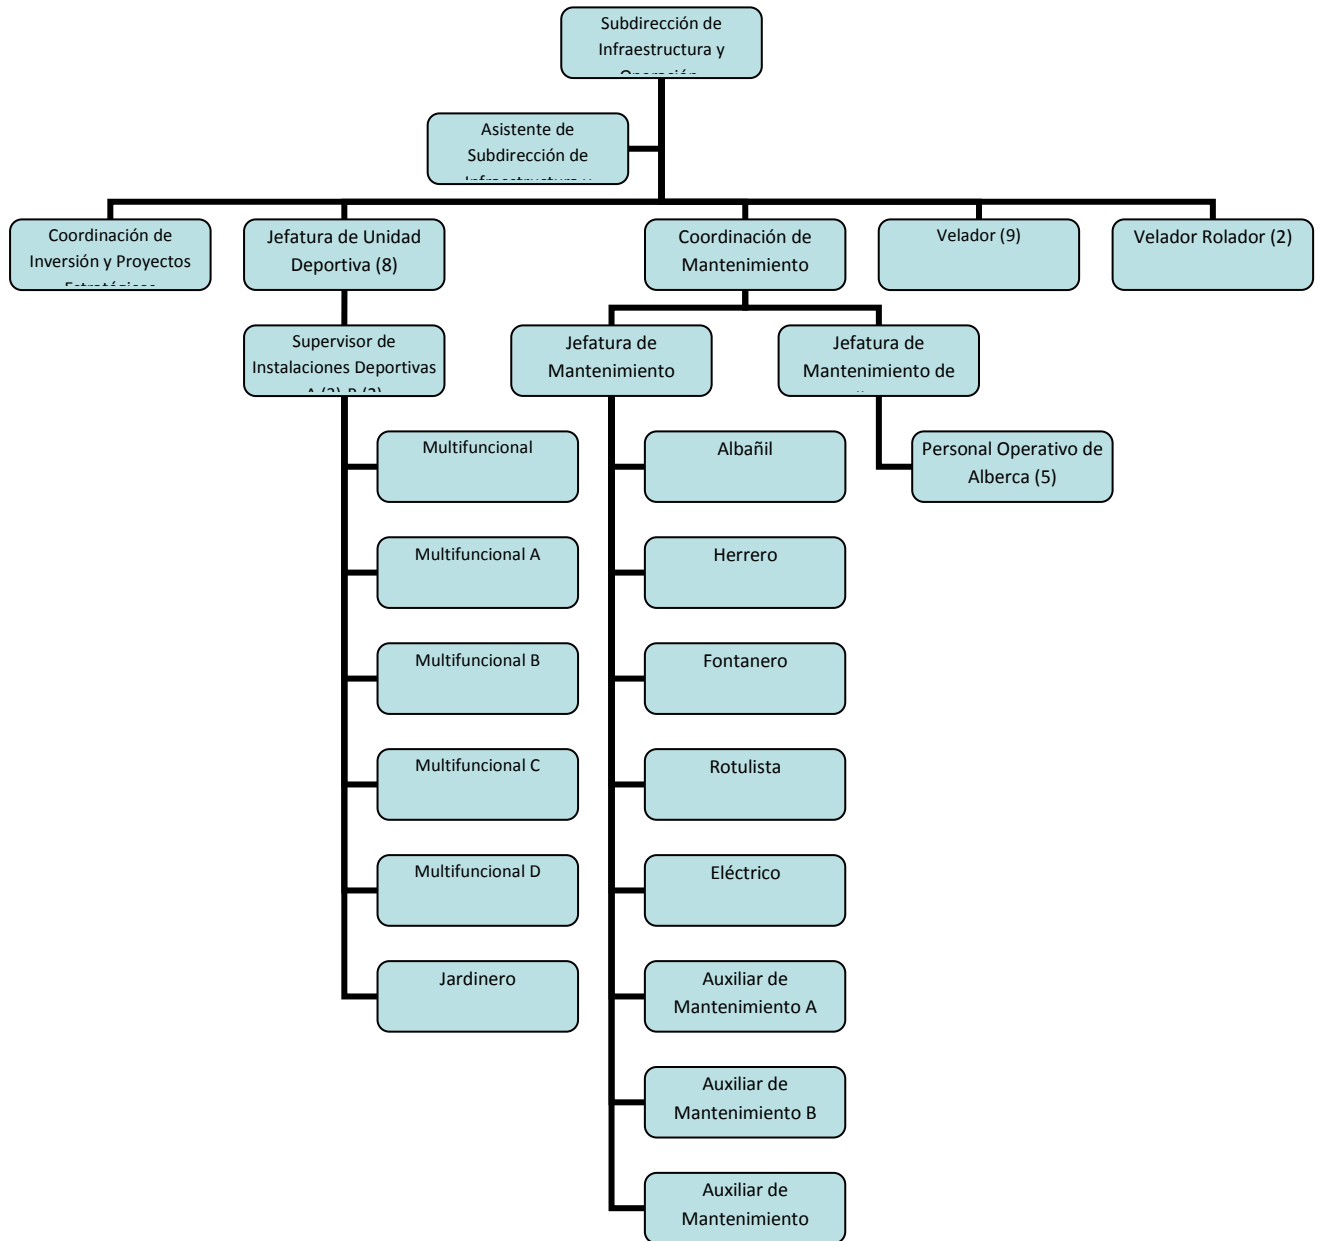 Subdirección de
Infraestructura y
Operación
Asistente de
Subdirección de
Infraestructura y
Coordinación de
Inversión y Proyectos
Estratégicos
Jefatura de Unidad
Deportiva (8)
Coordinación de
Mantenimiento
Velador (9)
Velador Rolador (2)
Supervisor de
Instalaciones Deportivas
Jefatura de
Mantenimiento
Jefatura de
Mantenimiento de
Multifuncional
Albañil
Personal Operativo de
Alberca (5)
Multifuncional A
Herrero
Multifuncional B
Fontanero
Multifuncional C
Rotulista
Multifuncional D
Eléctrico
Jardinero
Auxiliar de
Mantenimiento A
Auxiliar de
Mantenimiento B
Auxiliar de
Mantenimiento